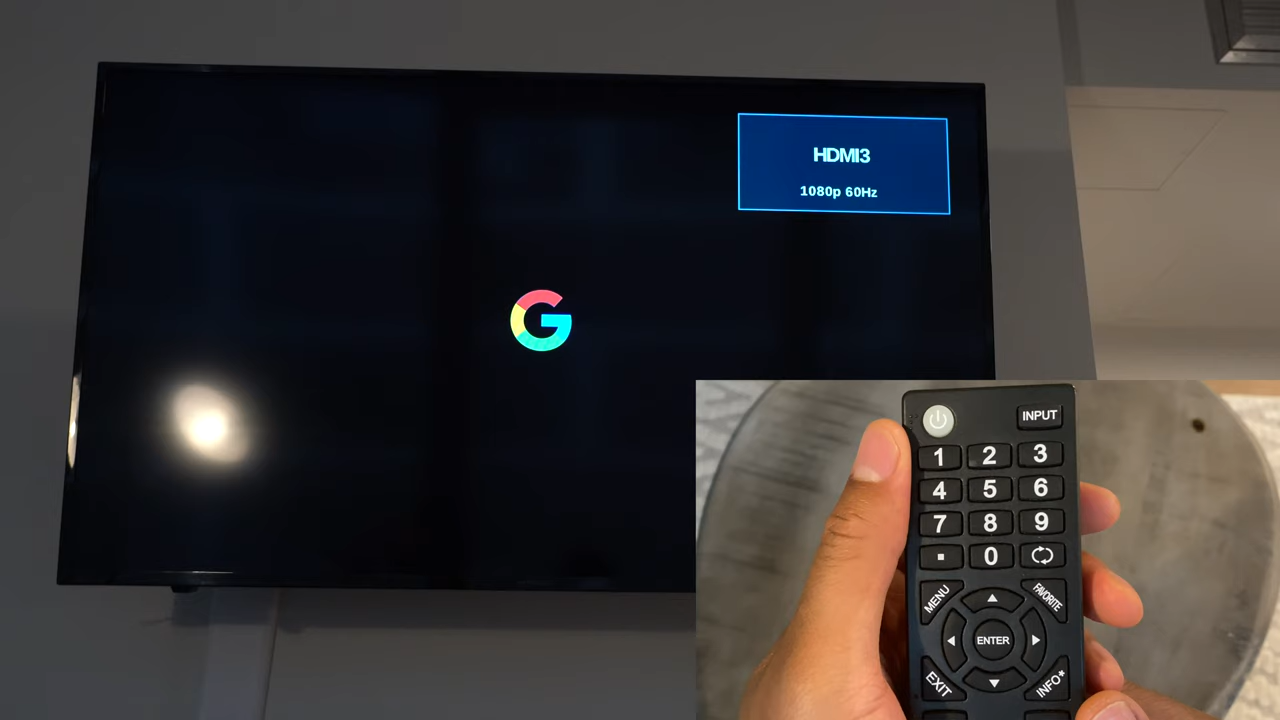 HDMI3
1080p 60Hz
G
INPUT
1 2 3
4 5 6
7 8 9
0
MENU
FAVORITE
ENTER
EXIT
INFO*